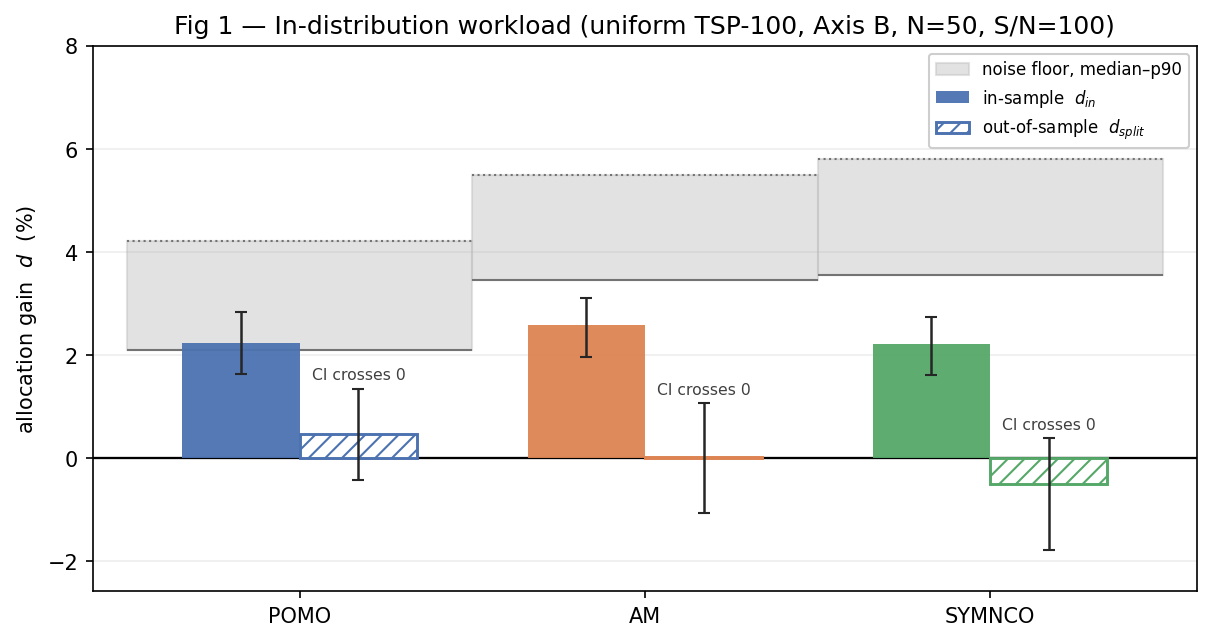 Fig 1 — In-distribution workload (uniform TSP-100, Axis B, N=50, S/N=100)
noise floor, median–p90
in-sample d_in
out-of-sample d_split
allocation gain d (%)
8
6
4
2
0
−2
CI crosses 0
CI crosses 0
CI crosses 0
POMO
AM
SYMNCO